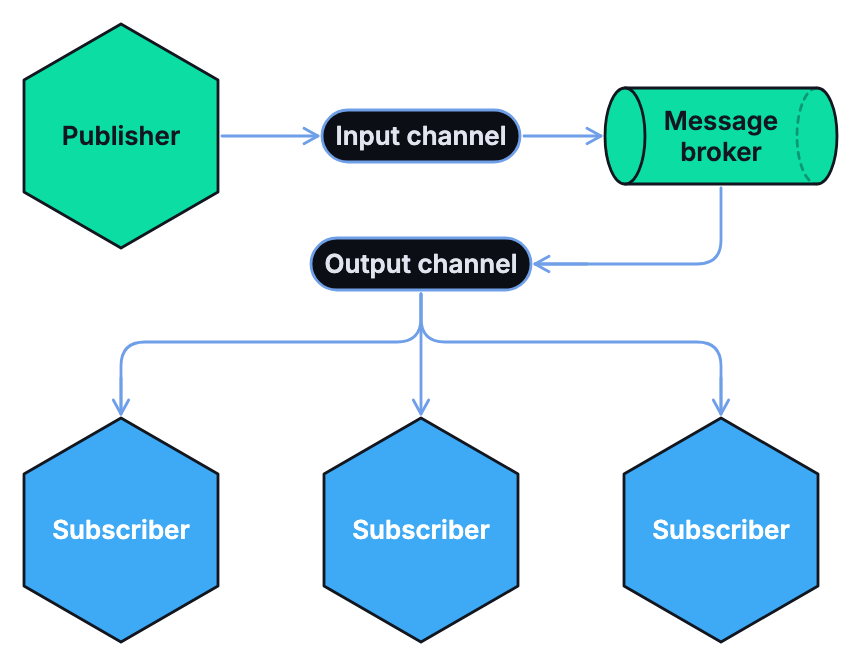 Publisher
Input channel
Message
broker
Output channel
Subscriber
Subscriber
Subscriber